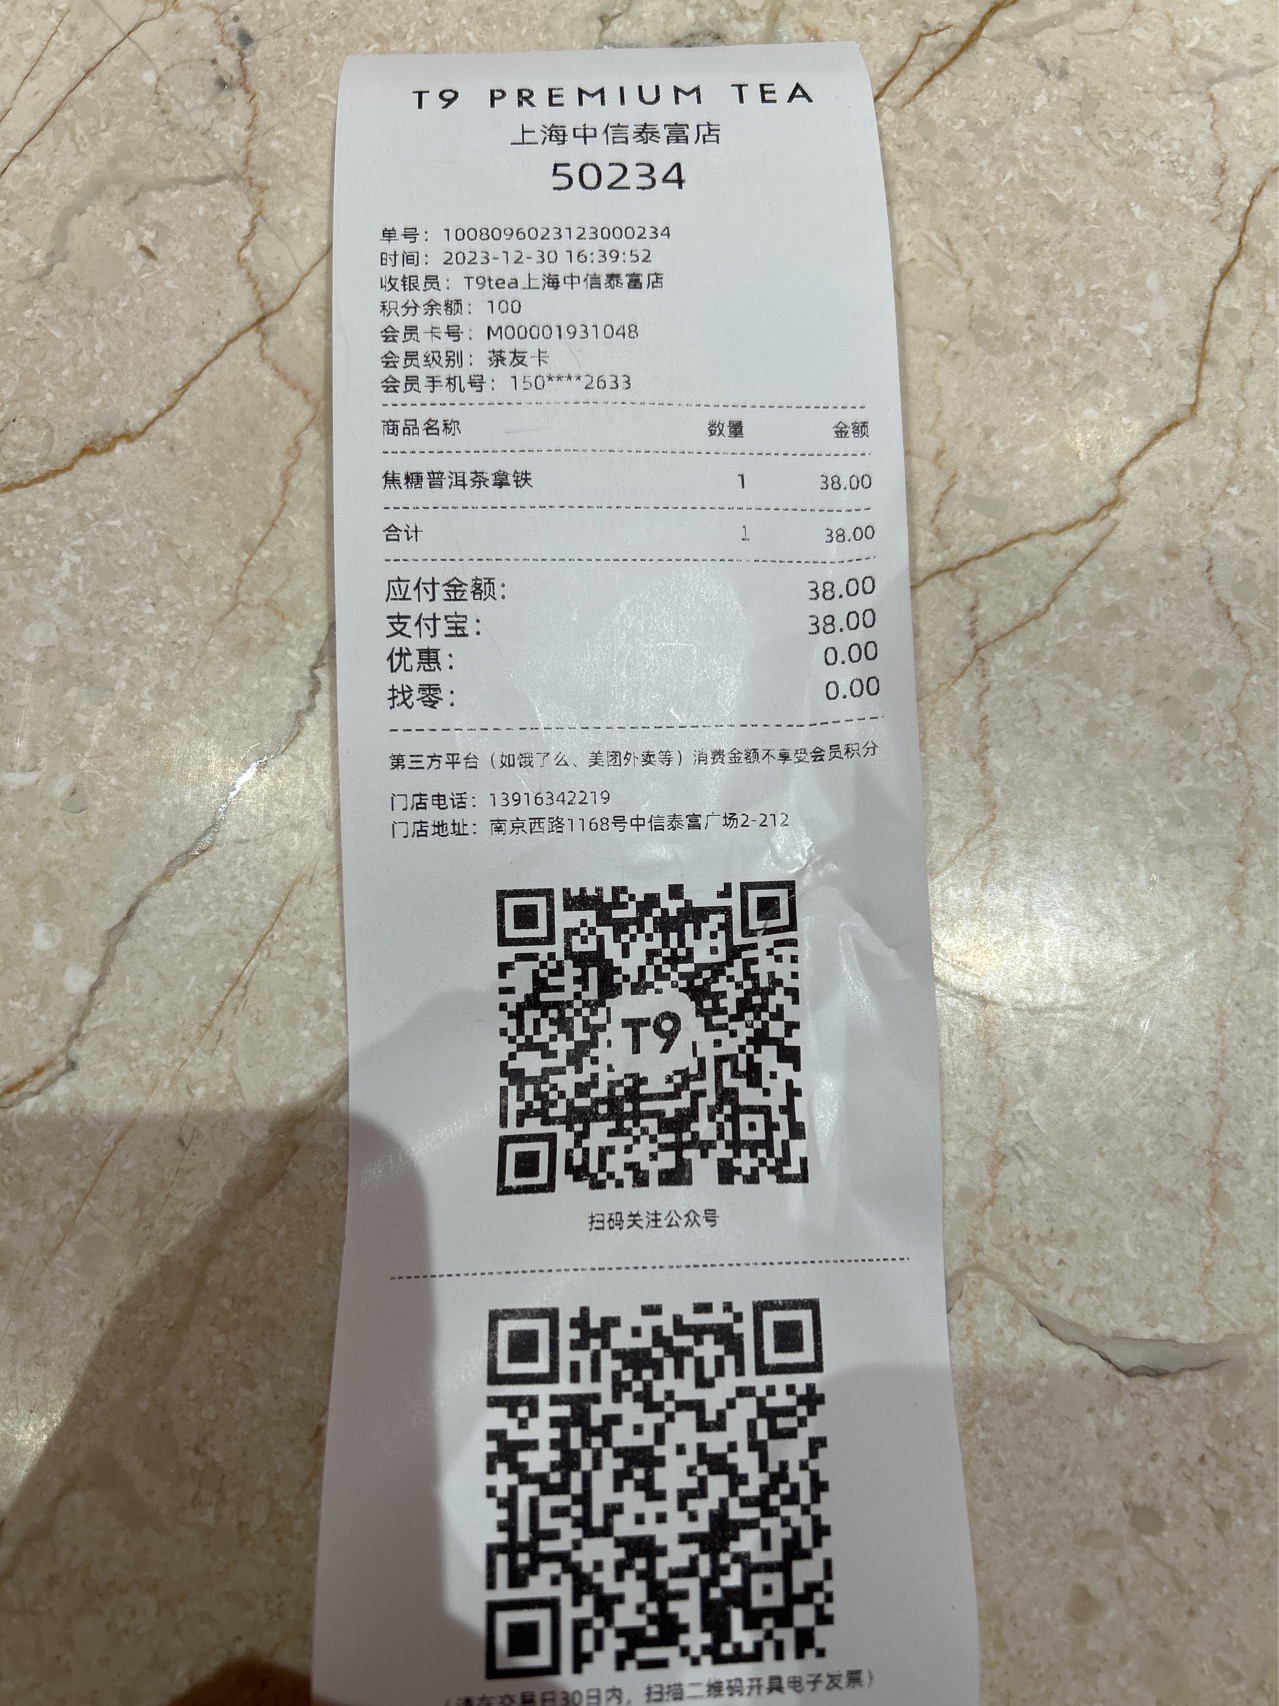 T9 PREMIUM TEA
上海中信泰富店
50234
单号：1008096023123000234
时间：2023-12-30 16:39:52
收银员：T9tea上海中信泰富店
积分余额：100
会员卡号：M00001931048
会员级别：茶友卡
会员手机号：150****2633
商品名称 数量 金额
焦糖普洱茶拿铁 1 38.00
合计 1 38.00
应付金额: 38.00
支付宝: 38.00
优惠: 0.00
找零: 0.00
第三方平台（如饿了么、美团外卖等）消费金额不享受会员积分
门店电话：13916342219
门店地址：南京西路1168号中信泰富广场2-212
T9
扫码关注公众号
（请在交易日30日内，扫描二维码开具电子发票）